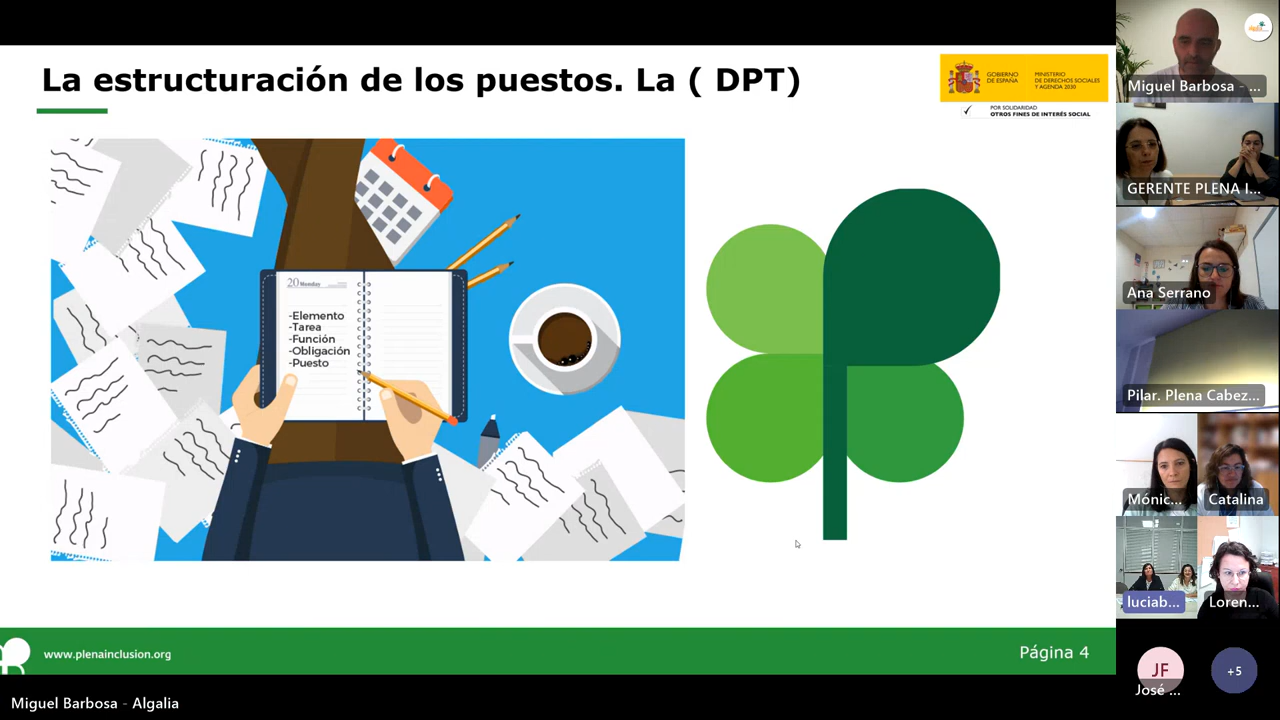 La estructuración de los puestos. La ( DPT)
GOBIERNO
DE ESPAÑA
MINISTERIO
DE DERECHOS SOCIALES
Y AGENDA 2030
POR SOLIDARIDAD
OTROS FINES DE INTERÉS SOCIAL
20 Monday
-Elemento
-Tarea
-Función
-Obligación
-Puesto
www.plenainclusion.org
Página 4
Miguel Barbosa - Algalia
Miguel Barbosa - ...
GERENTE PLENA I...
Ana Serrano
Pilar. Plena Cabez...
Mónic...
Catalina
luciab...
Loren...
JF
José ...
+5